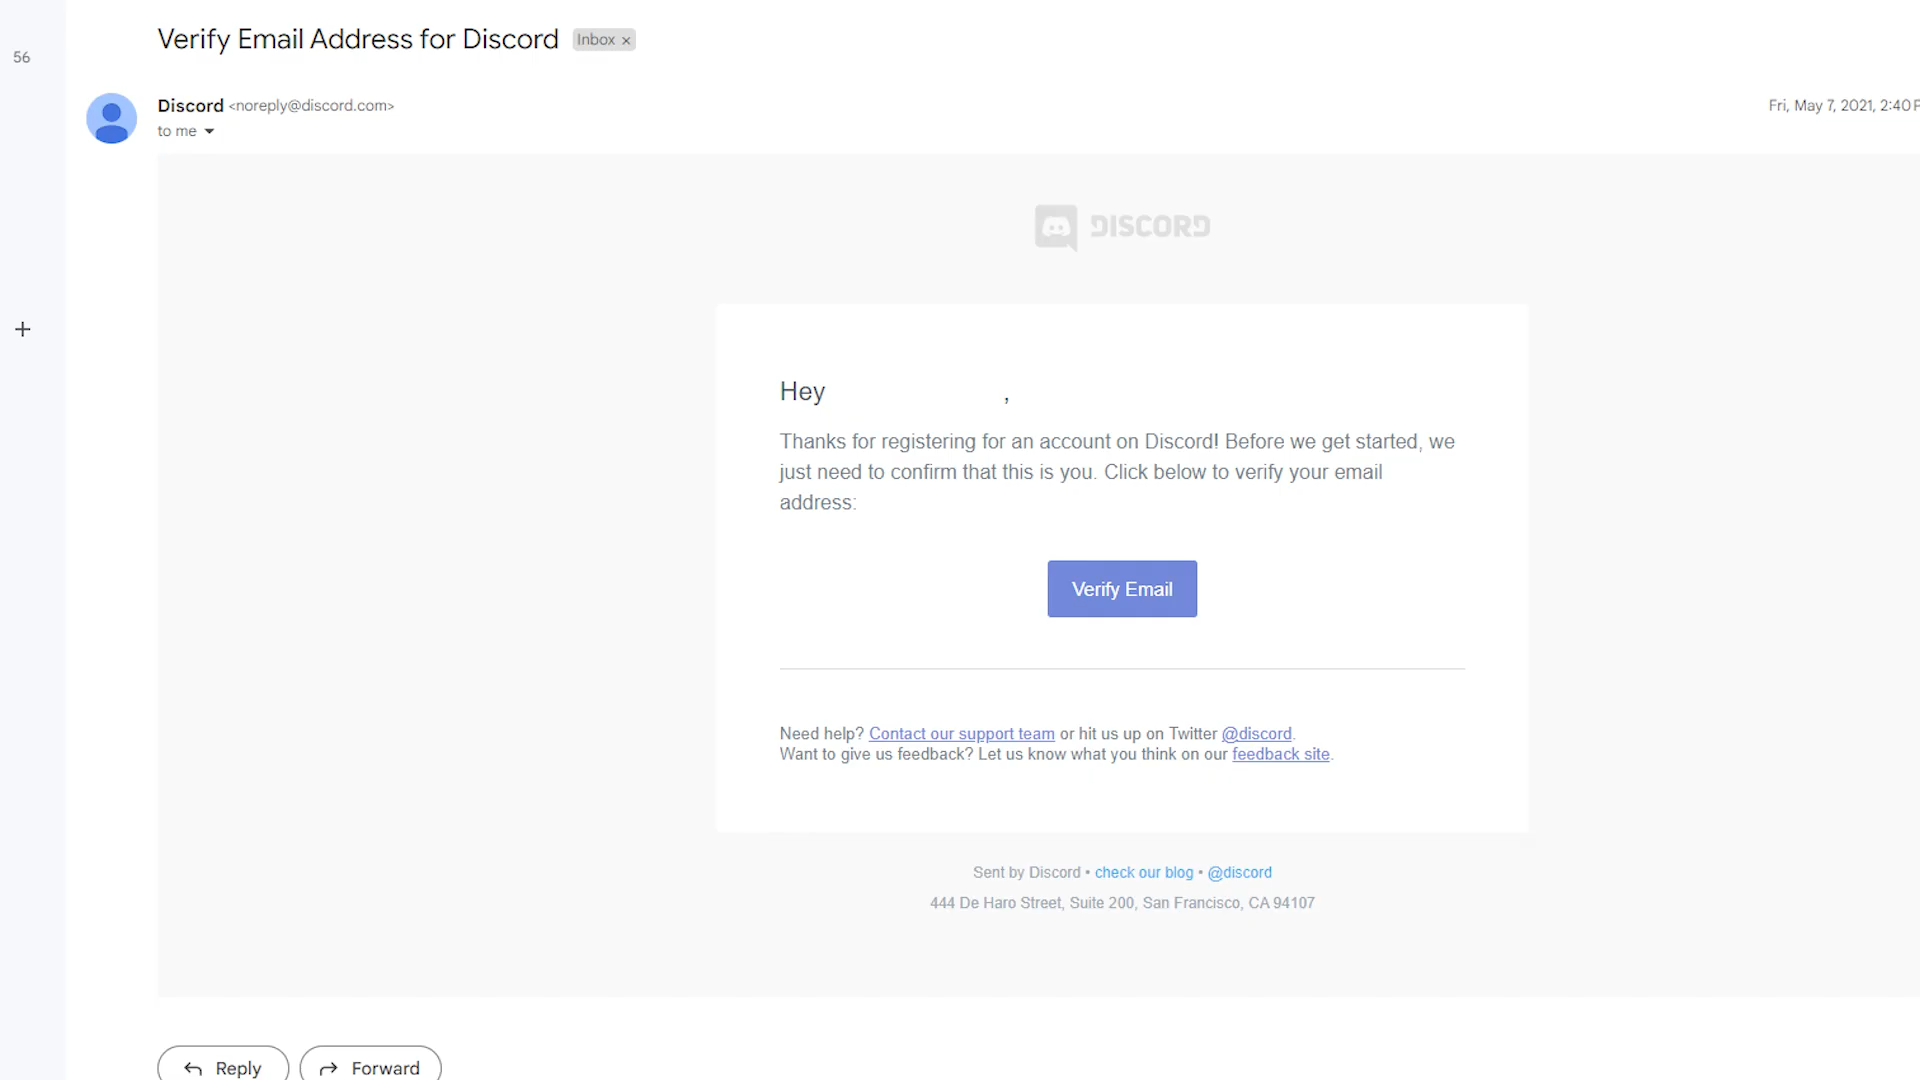 Verify Email Address for Discord Inbox ×
56
Discord <noreply@discord.com>
Fri, May 7, 2021, 2:40
to me
DISCORD
Hey ,
Thanks for registering for an account on Discord! Before we get started, we
just need to confirm that this is you. Click below to verify your email
address:
Verify Email
Need help? Contact our support team or hit us up on Twitter @discord.
Want to give us feedback? Let us know what you think on our feedback site.
Sent by Discord • check our blog • @discord
444 De Haro Street, Suite 200, San Francisco, CA 94107
Reply
Forward